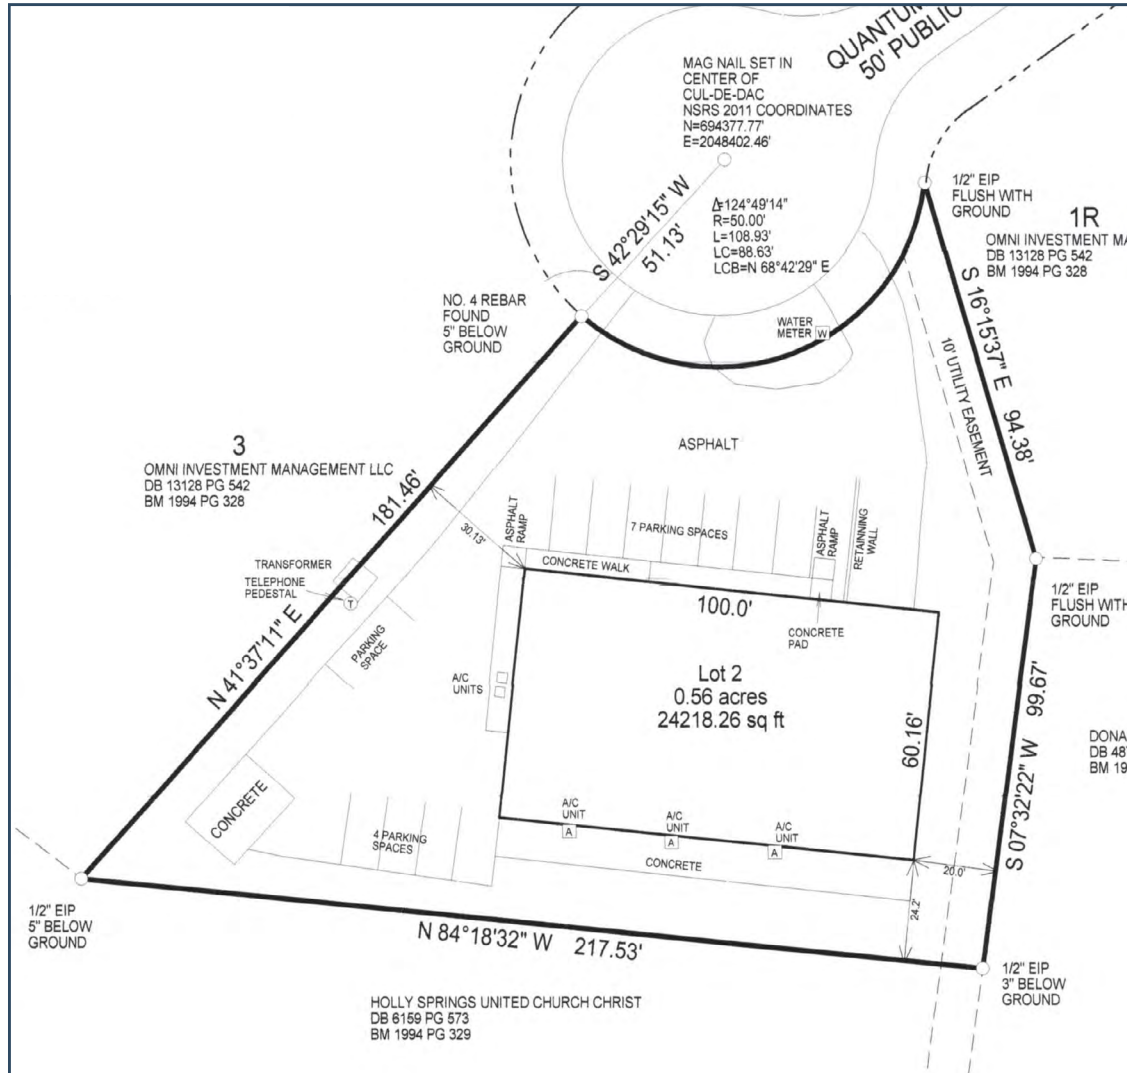 QUANTUM
50' PUBLIC
MAG NAIL SET IN
CENTER OF
CUL-DE-DAC
NSRS 2011 COORDINATES
N=694377.77'
E=2048402.46'
S 42°29'15" W
51.13'
Δ=124°49'14"
R=50.00'
L=108.93'
LC=88.63'
LCB=N 68°42'29" E
1/2" EIP
FLUSH WITH
GROUND
1R
OMNI INVESTMENT MA
DB 13128 PG 542
BM 1994 PG 328
NO. 4 REBAR
FOUND
5" BELOW
GROUND
WATER
METER
W
S 16°15'37" E 94.38'
10' UTILITY EASEMENT
ASPHALT
3
OMNI INVESTMENT MANAGEMENT LLC
DB 13128 PG 542
BM 1994 PG 328
181.46'
30.13'
ASPHALT
RAMP
7 PARKING SPACES
ASPHALT
RAMP
RETAINNING
WALL
CONCRETE WALK
TRANSFORMER
TELEPHONE
PEDESTAL
T
100.0'
CONCRETE
PAD
1/2" EIP
FLUSH WITH
GROUND
N 41°37'11" E
PARKING
SPACE
A/C
UNITS
Lot 2
0.56 acres
24218.26 sq ft
60.16'
S 07°32'22" W 99.67'
DONA
DB 48
BM 19
CONCRETE
4 PARKING
SPACES
A/C
UNIT
A
A/C
UNIT
A
A/C
UNIT
A
CONCRETE
20.0'
24.2'
1/2" EIP
5" BELOW
GROUND
N 84°18'32" W 217.53'
1/2" EIP
3" BELOW
GROUND
HOLLY SPRINGS UNITED CHURCH CHRIST
DB 6159 PG 573
BM 1994 PG 329